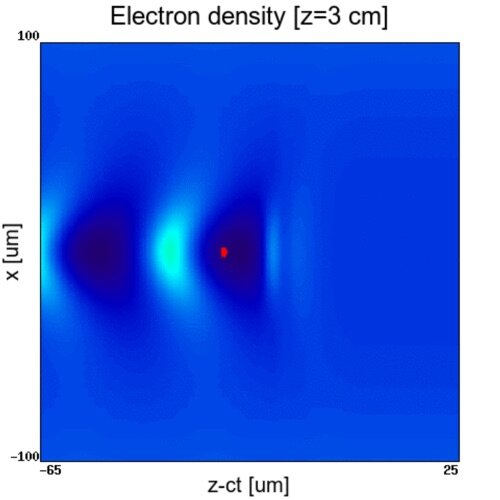 Electron density [z=3 cm]
100
x [um]
-100
-65
25
z-ct [um]